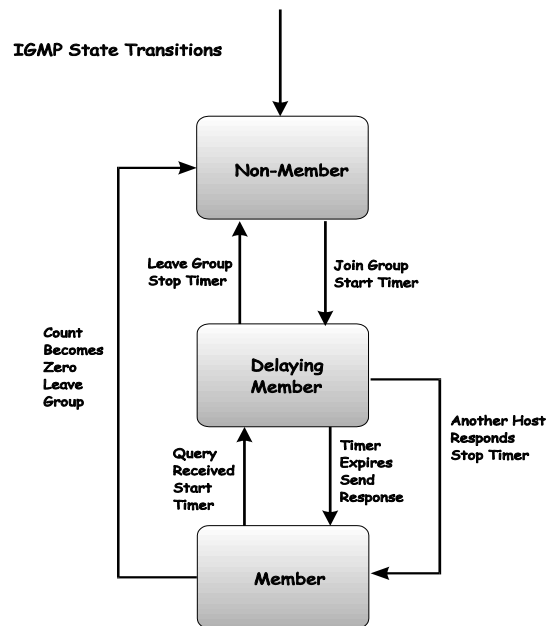 IGMP State Transitions
Non-Member
Leave Group
Stop Timer
Join Group
Start Timer
Count
Becomes
Zero
Leave
Group
Delaying
Member
Another Host
Responds
Stop Timer
Query
Received
Start
Timer
Timer
Expires
Send
Response
Member